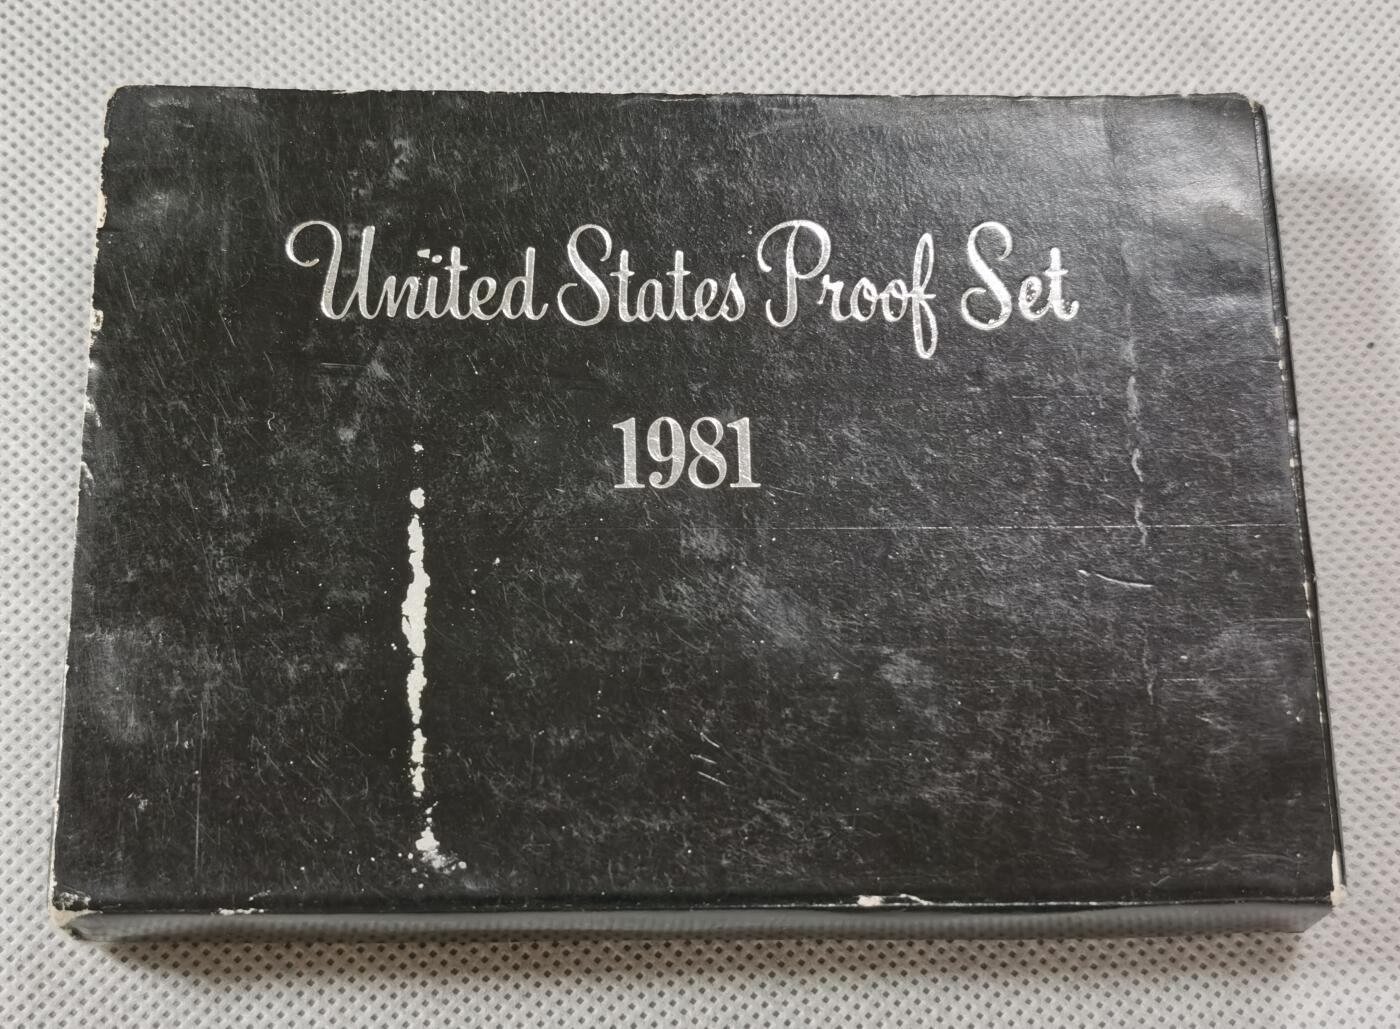 United States Proof Set
1981